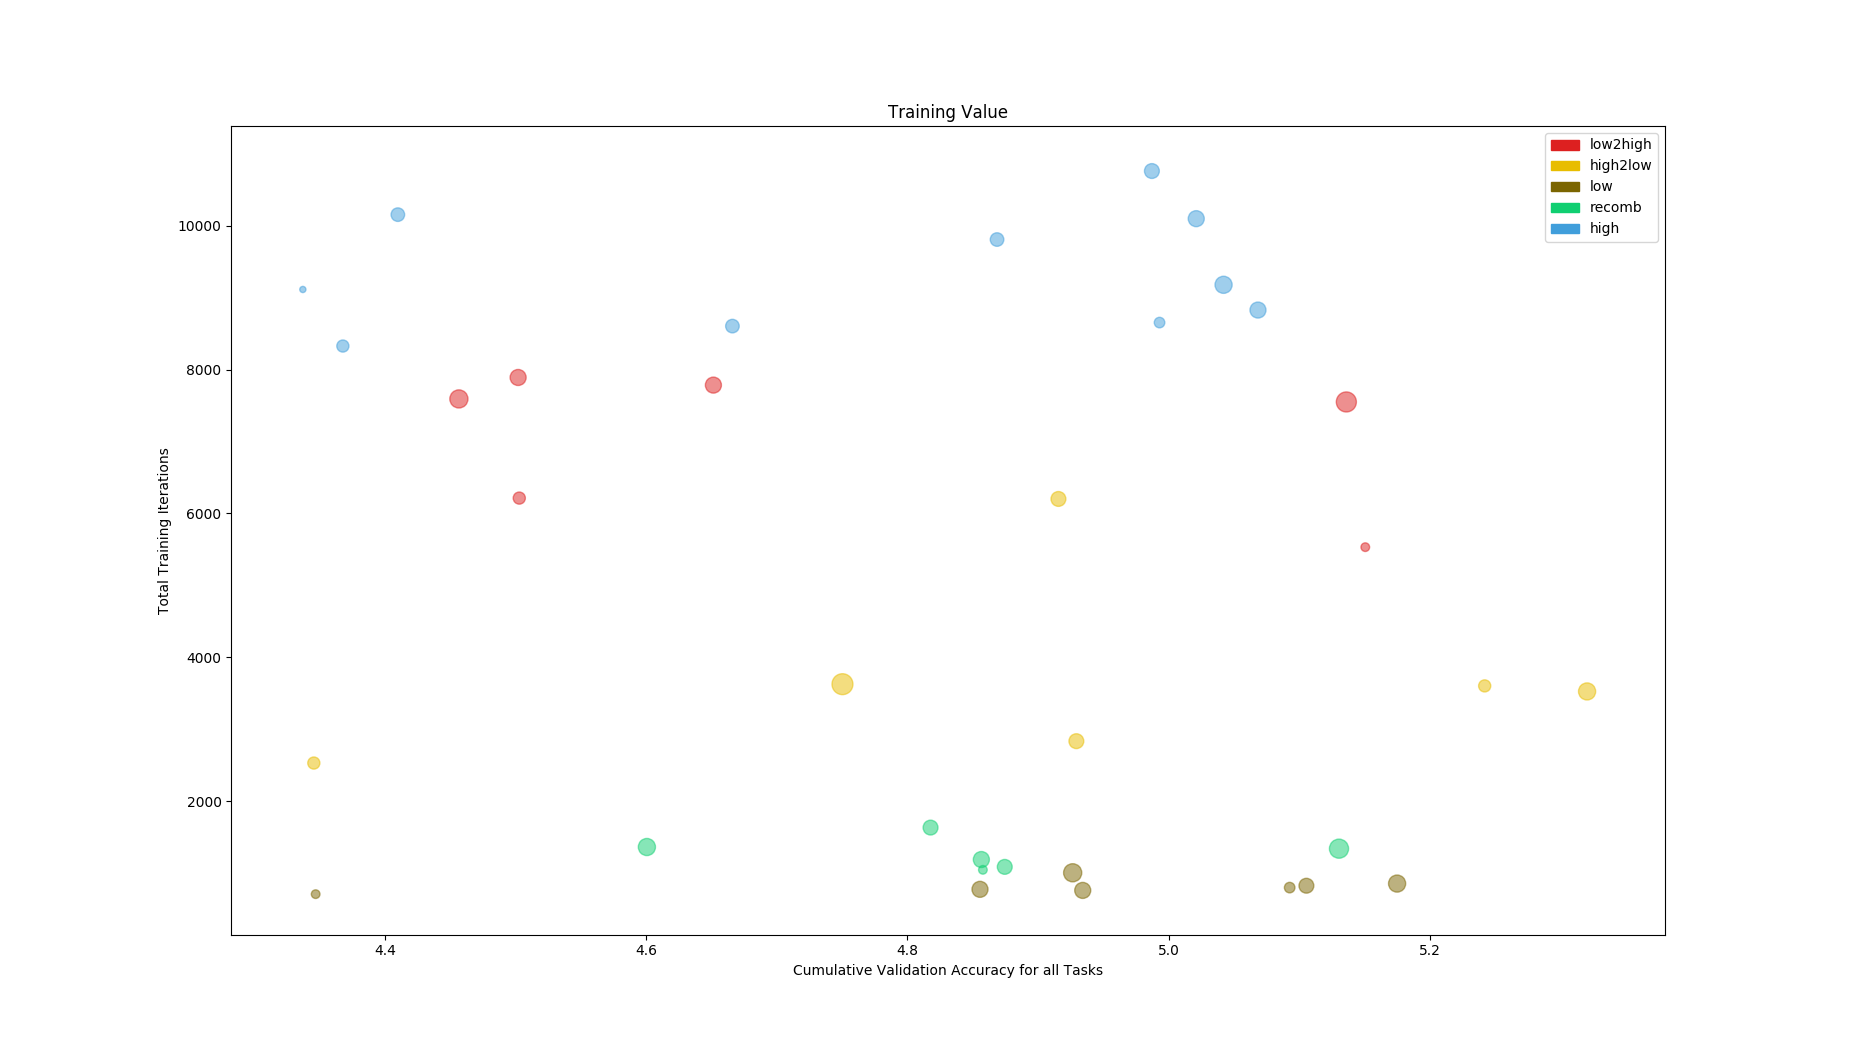 Training Value
low2high
high2low
low
recomb
high
10000
8000
6000
4000
2000
Total Training Iterations
4.4 4.6 4.8 5.0 5.2
Cumulative Validation Accuracy for all Tasks